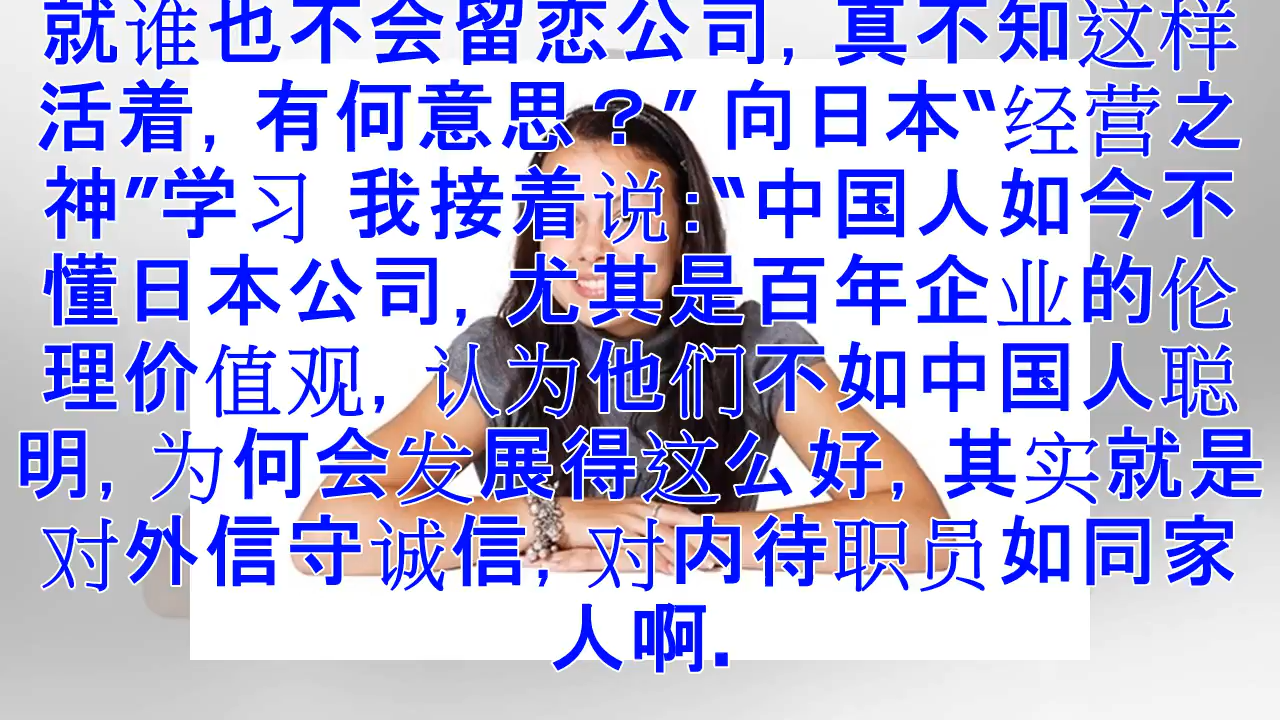 就谁也不会留恋公司, 真不知这样
活着, 有何意思？” 向日本“经营之
神”学习 我接着说:“中国人如今不
懂日本公司, 尤其是百年企业的伦
理价值观, 认为他们不如中国人聪
明, 为何会发展得这么好, 其实就是
对外信守诚信, 对内待职员如同家
人啊.